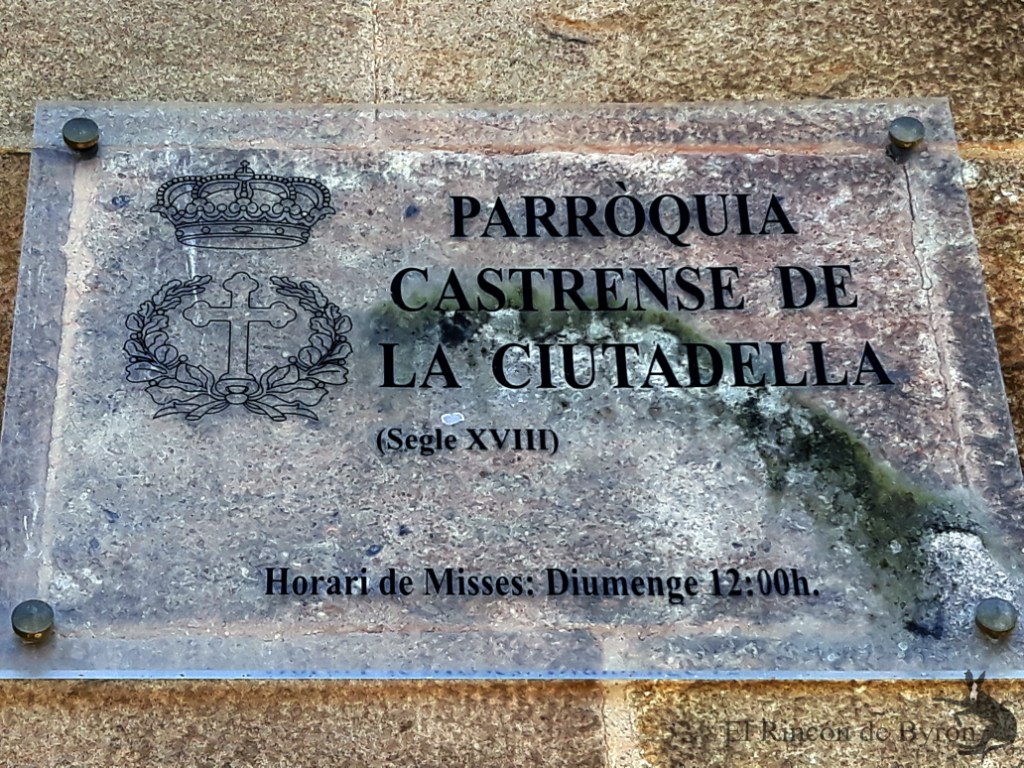 PARRÒQUIA
CASTRENSE DE
LA CIUTADELLA
(Segle XVIII)
Horari de Misses: Diumenge 12:00h.
El Rincón de Byron